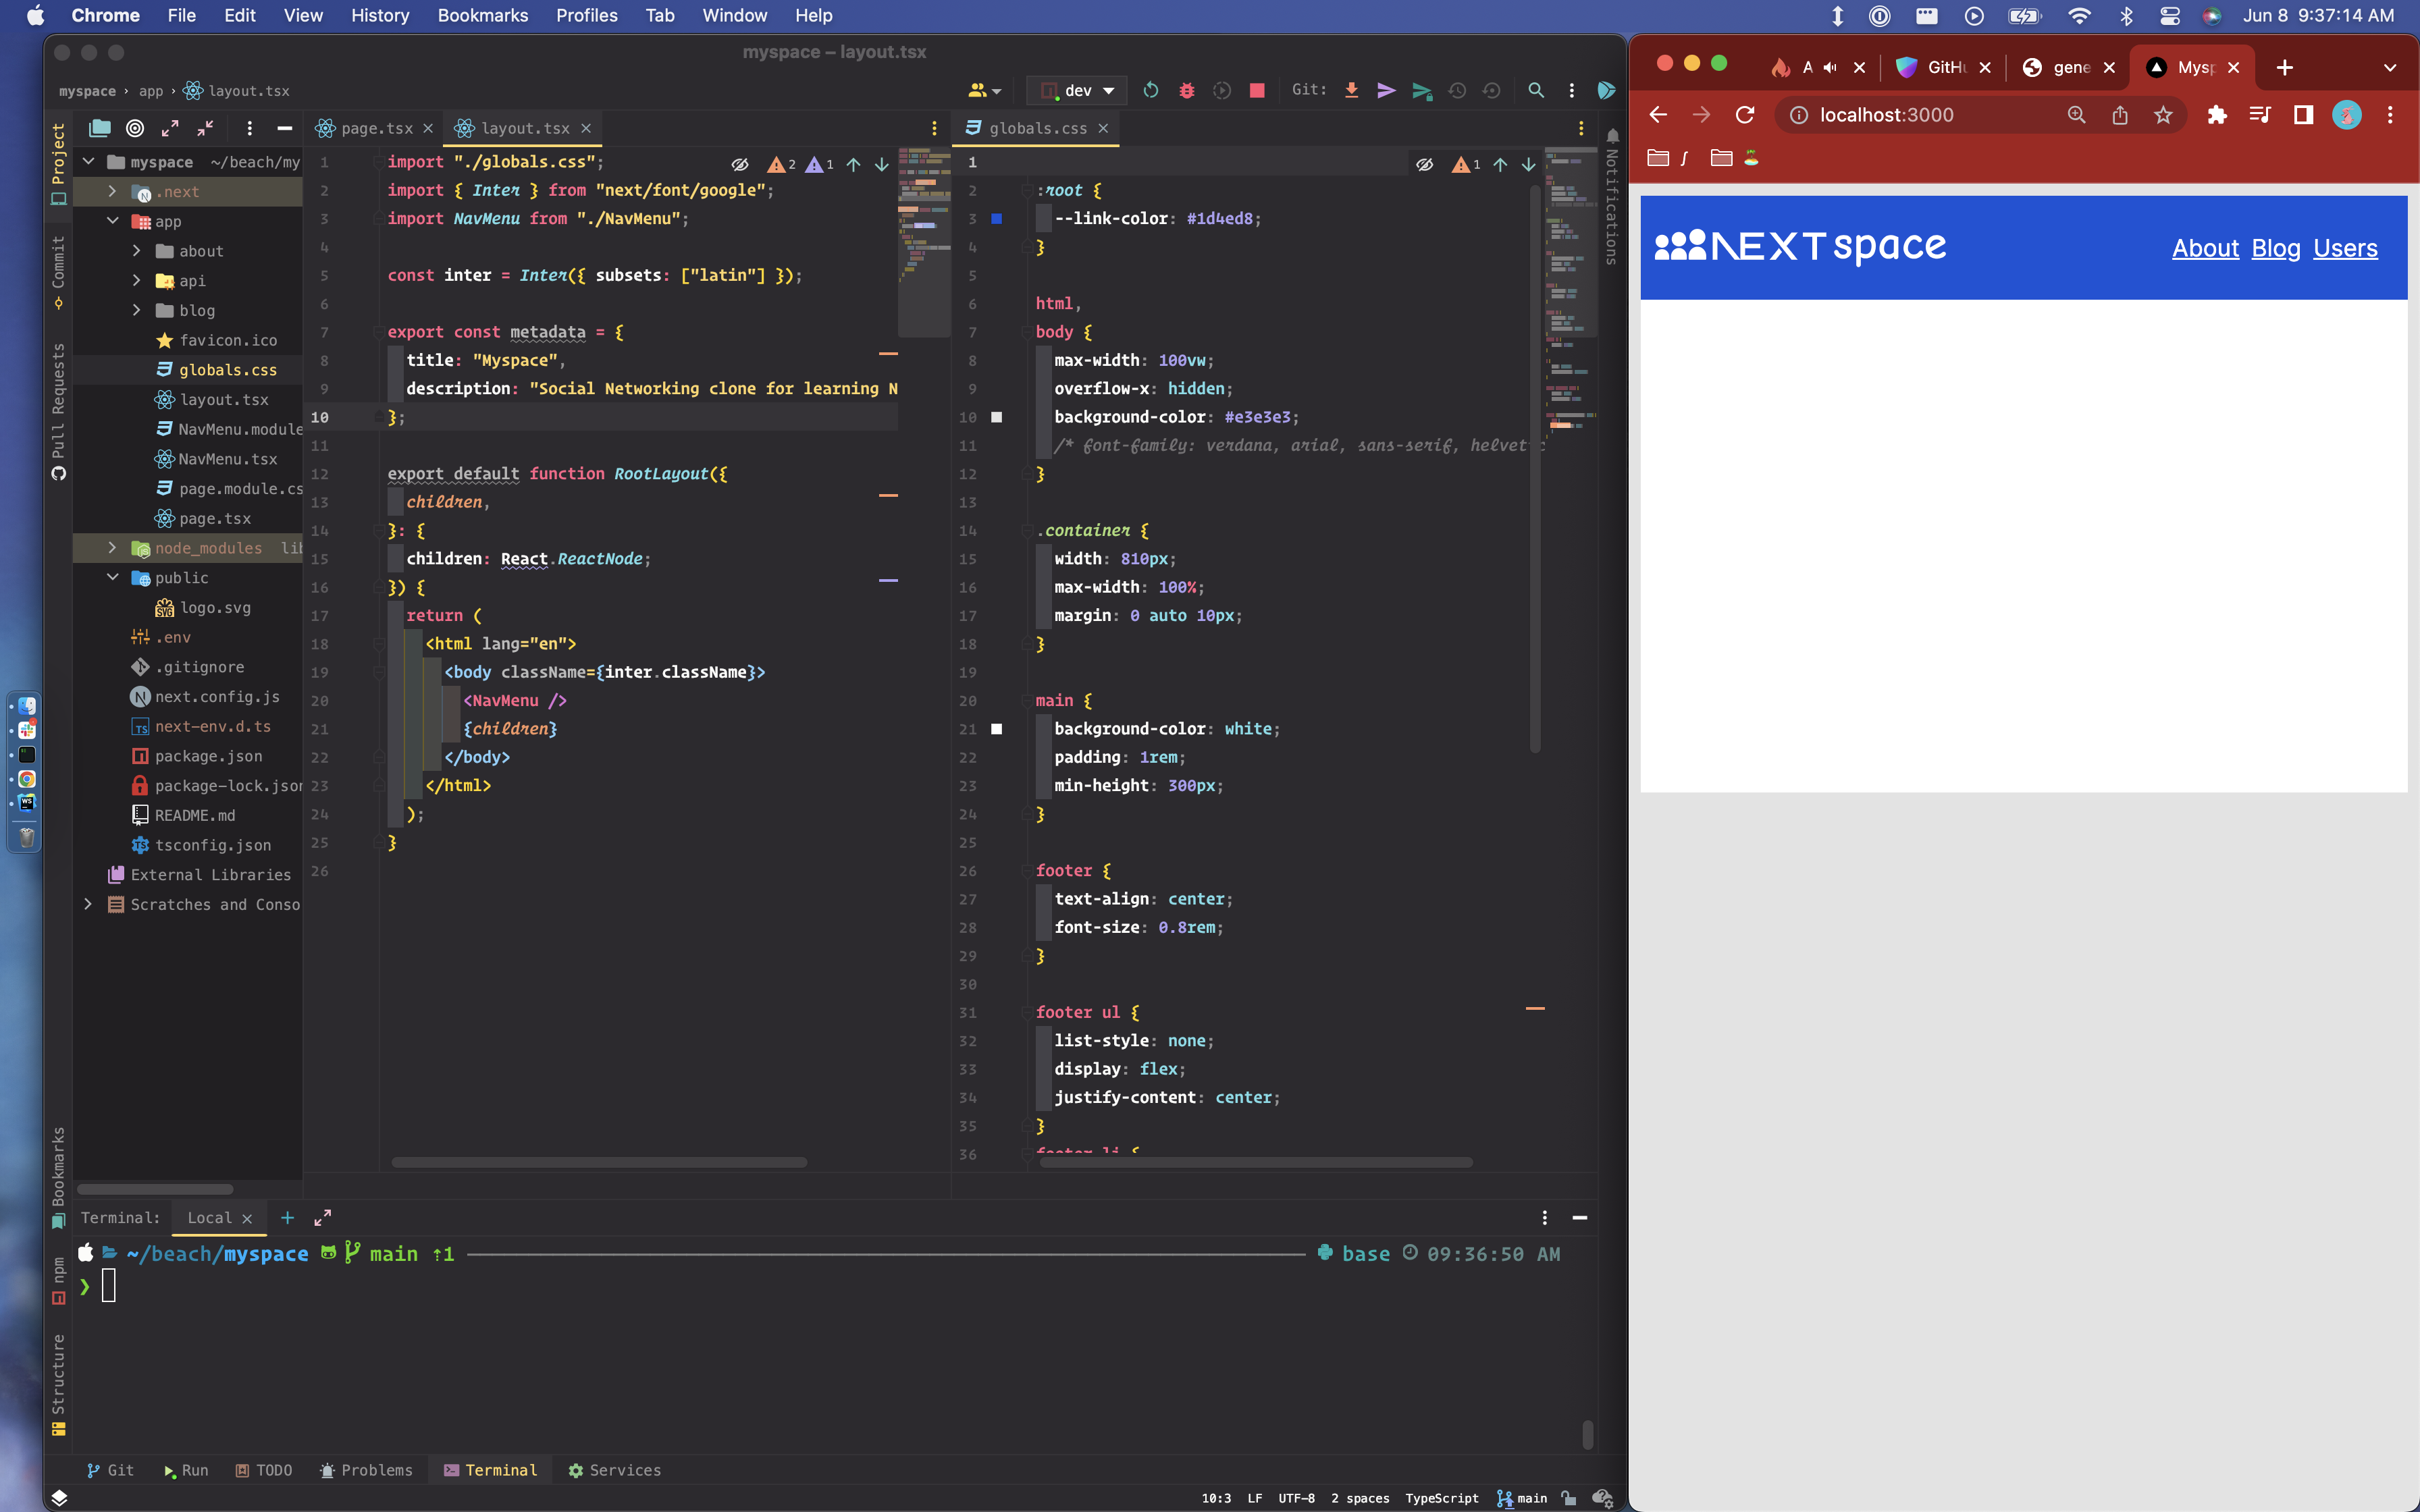 Chrome File Edit View History Bookmarks Profiles Tab Window Help
Jun 8 9:37:14 AM
myspace – layout.tsx
myspace › app › layout.tsx
dev
Git:
Project
Commit
Pull Requests
Bookmarks
npm
Structure
myspace ~/beach/my
.next
app
about
api
blog
favicon.ico
globals.css
layout.tsx
NavMenu.module
NavMenu.tsx
page.module.cs
page.tsx
node_modules lib
public
logo.svg
.env
.gitignore
next.config.js
next-env.d.ts
package.json
package-lock.json
README.md
tsconfig.json
External Libraries
Scratches and Conso
page.tsx
layout.tsx
2 1
1 import "./globals.css";
2 import { Inter } from "next/font/google";
3 import NavMenu from "./NavMenu";
4
5 const inter = Inter({ subsets: ["latin"] });
6
7 export const metadata = {
8 title: "Myspace",
9 description: "Social Networking clone for learning N
10 };
11
12 export default function RootLayout({
13 children,
14 }: {
15 children: React.ReactNode;
16 }) {
17 return (
18 <html lang="en">
19 <body className={inter.className}>
20 <NavMenu />
21 {children}
22 </body>
23 </html>
24 );
25 }
26
globals.css
1
1
2 :root {
3 --link-color: #1d4ed8;
4 }
5
6 html,
7 body {
8 max-width: 100vw;
9 overflow-x: hidden;
10 background-color: #e3e3e3;
11 /* font-family: verdana, arial, sans-serif, helvetic
12 }
13
14 .container {
15 width: 810px;
16 max-width: 100%;
17 margin: 0 auto 10px;
18 }
19
20 main {
21 background-color: white;
22 padding: 1rem;
23 min-height: 300px;
24 }
25
26 footer {
27 text-align: center;
28 font-size: 0.8rem;
29 }
30
31 footer ul {
32 list-style: none;
33 display: flex;
34 justify-content: center;
35 }
36 footer li {
Notifications
Terminal: Local
~/beach/myspace main ⇡1 base 09:36:50 AM
❯
Git Run TODO Problems Terminal Services
10:3 LF UTF-8 2 spaces TypeScript main
A
GitHu
gene
Mysp
localhost:3000
NEXT space
About Blog Users